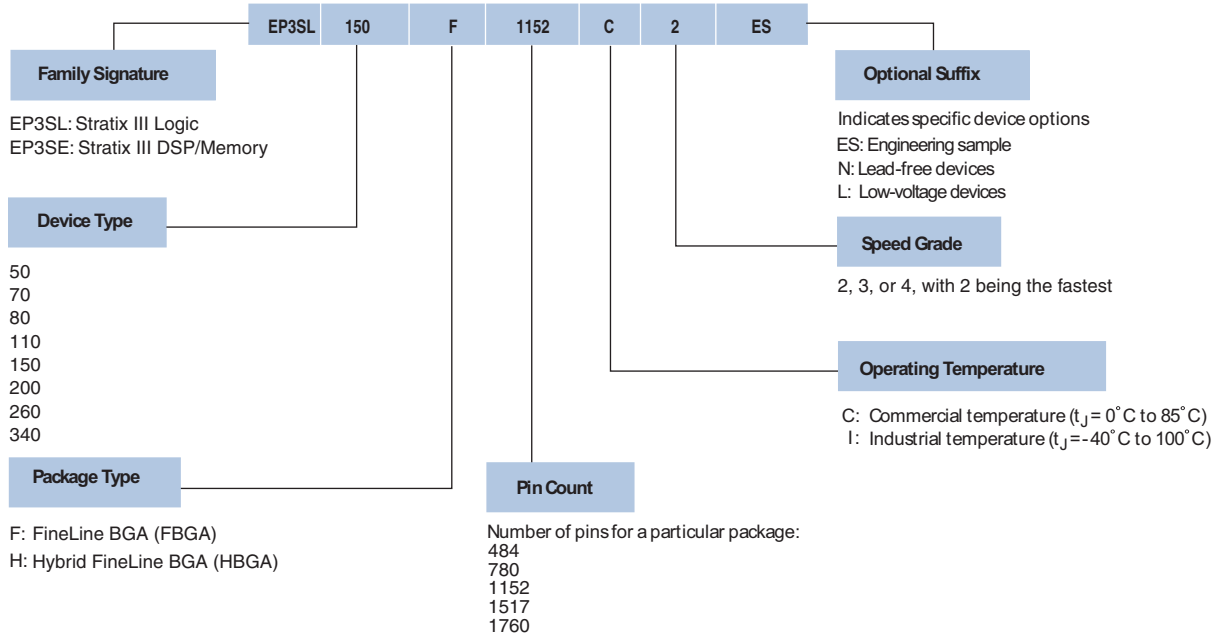 EP3SL 150 F 1152 C 2 ES
Family Signature
EP3SL: Stratix III Logic
EP3SE: Stratix III DSP/Memory
Device Type
50
70
80
110
150
200
260
340
Package Type
F: FineLine BGA (FBGA)
H: Hybrid FineLine BGA (HBGA)
Pin Count
Number of pins for a particular package:
484
780
1152
1517
1760
Optional Suffix
Indicates specific device options
ES: Engineering sample
N: Lead-free devices
L: Low-voltage devices
Speed Grade
2, 3, or 4, with 2 being the fastest
Operating Temperature
C: Commercial temperature (tJ = 0°C to 85°C)
I: Industrial temperature (tJ = -40°C to 100°C)